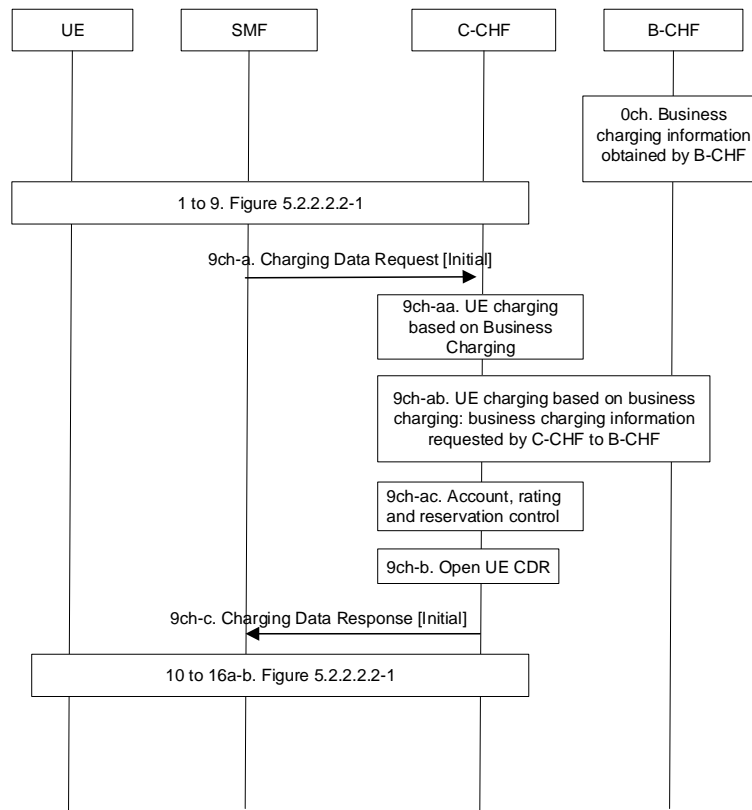 UE
SMF
C-CHF
B-CHF
0ch. Business
charging information
obtained by B-CHF
1 to 9. Figure 5.2.2.2.2-1
9ch-a. Charging Data Request [Initial]
9ch-aa. UE charging
based on Business
Charging
9ch-ab. UE charging based on business
charging: business charging information
requested by C-CHF to B-CHF
9ch-ac. Account, rating
and reservation control
9ch-b. Open UE CDR
9ch-c. Charging Data Response [Initial]
10 to 16a-b. Figure 5.2.2.2.2-1